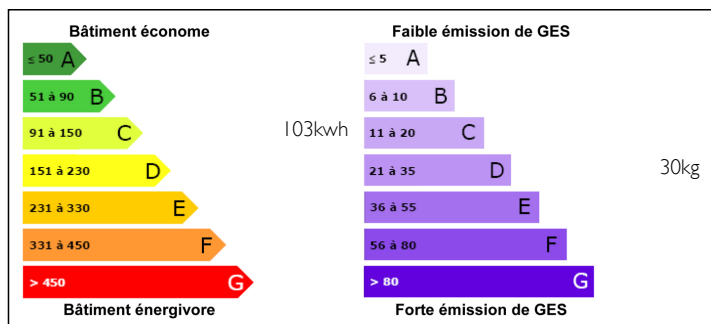 Bâtiment économe
≤ 50 A
51 à 90 B
91 à 150 C
103kwh
151 à 230 D
231 à 330 E
331 à 450 F
> 450 G
Bâtiment énergivore
Faible émission de GES
≤ 5 A
6 à 10 B
11 à 20 C
21 à 35 D
30kg
36 à 55 E
56 à 80 F
> 80 G
Forte émission de GES